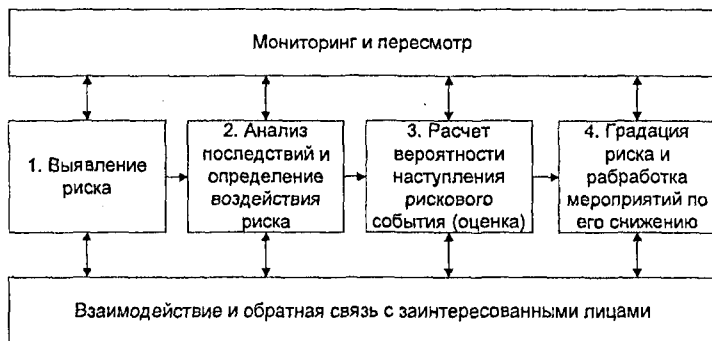 Мониторинг и пересмотр
1. Выявление
риска
2. Анализ
последствий и
определение
воздействия
риска
3. Расчет
вероятности
наступления
рискового
события (оценка)
4. Градация
риска и
рабработка
мероприятий по
его снижению
Взаимодействие и обратная связь с заинтересованными лицами